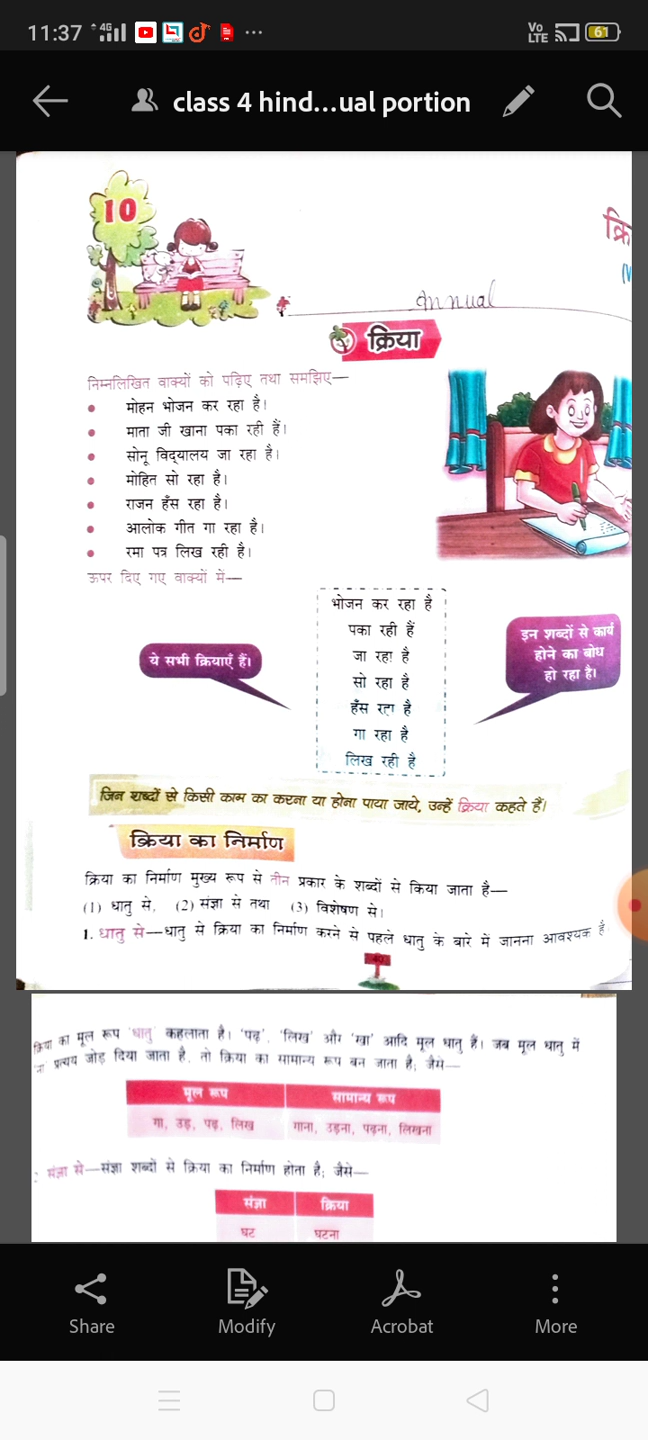 11:37
4G
Vo
LTE
61
class 4 hind...ual portion
10
क्रि
Annual
क्रिया
निम्नलिखित वाक्यों को पढ़िए तथा समझिए—
• मोहन भोजन कर रहा है।
• माता जी खाना पका रही हैं।
• सोनू विद्यालय जा रहा है।
• मोहित सो रहा है।
• राजन हँस रहा है।
• आलोक गीत गा रहा है।
• रमा पत्र लिख रही है।
ऊपर दिए गए वाक्यों में—
ये सभी क्रियाएँ हैं।
भोजन कर रहा है
पका रही हैं
जा रहा है
सो रहा है
हँस रहा है
गा रहा है
लिख रही है
इन शब्दों से कार्य
होने का बोध
हो रहा है।
जिन शब्दों से किसी काम का करना या होना पाया जाये, उन्हें क्रिया कहते हैं।
क्रिया का निर्माण
क्रिया का निर्माण मुख्य रूप से तीन प्रकार के शब्दों से किया जाता है—
(1) धातु से, (2) संज्ञा से तथा (3) विशेषण से।
1. धातु से—धातु से क्रिया का निर्माण करने से पहले धातु के बारे में जानना आवश्यक है
क्रिया का मूल रूप 'धातु' कहलाता है। 'पढ़', 'लिख' और 'खा' आदि मूल धातु हैं। जब मूल धातु में
प्रत्यय जोड़ दिया जाता है, तो क्रिया का सामान्य रूप बन जाता है; जैसे—
मूल रूप सामान्य रूप
गा, उड़, पढ़, लिख गाना, उड़ना, पढ़ना, लिखना
संज्ञा से—संज्ञा शब्दों से क्रिया का निर्माण होता है; जैसे—
संज्ञा क्रिया
घट घटना
Share Modify Acrobat More